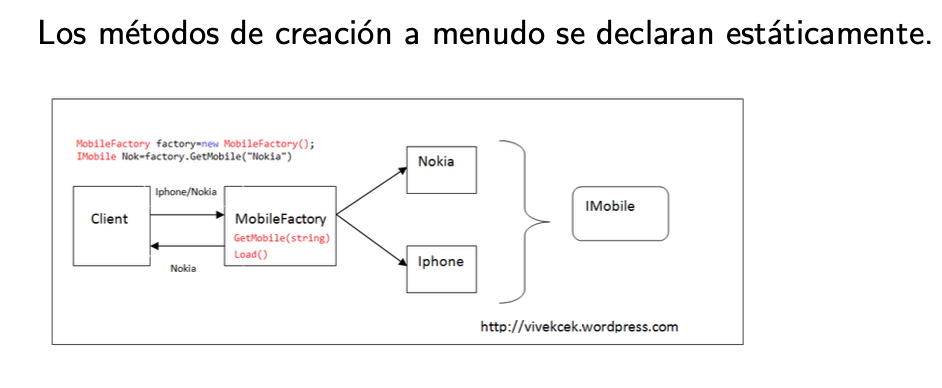 Los métodos de creación a menudo se declaran estáticamente.
MobileFactory factory=new MobileFactory();
IMobile Nok=factory.GetMobile("Nokia")
Iphone/Nokia
Client
MobileFactory
GetMobile(string)
Load()
Nokia
Nokia
Iphone
IMobile
http://vivekcek.wordpress.com